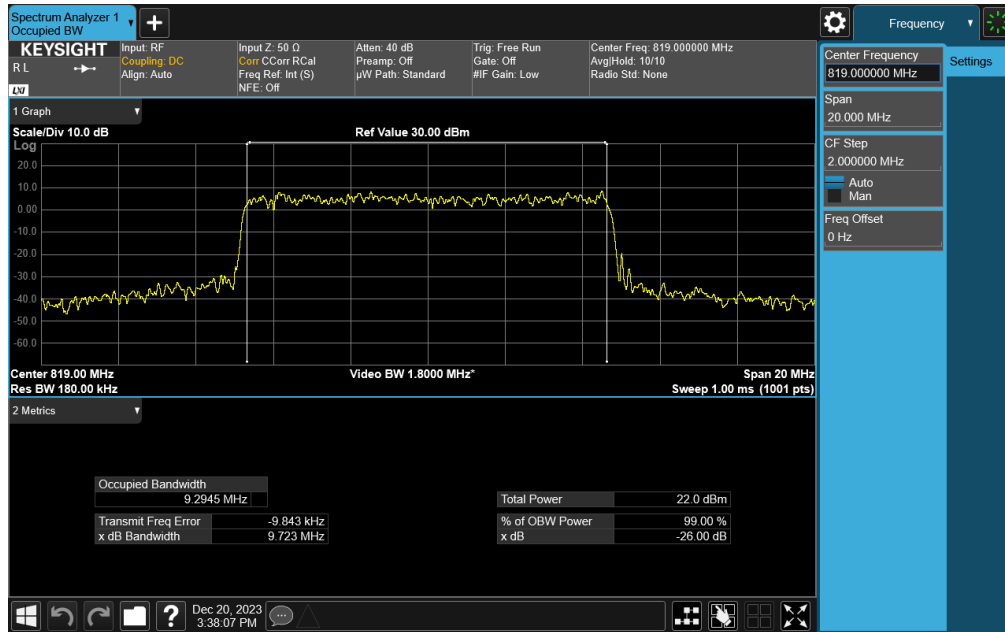 Spectrum Analyzer 1
Occupied BW
+
Frequency
KEYSIGHT
R L
LXI
Input: RF
Coupling: DC
Align: Auto
Input Z: 50 Ω
Corr CCorr RCal
Freq Ref: Int (S)
NFE: Off
Atten: 40 dB
Preamp: Off
µW Path: Standard
Trig: Free Run
Gate: Off
#IF Gain: Low
Center Freq: 819.000000 MHz
Avg|Hold: 10/10
Radio Std: None
Center Frequency
819.000000 MHz
Settings
Span
20.000 MHz
CF Step
2.000000 MHz
Auto
Man
Freq Offset
0 Hz
1 Graph
Scale/Div 10.0 dB
Ref Value 30.00 dBm
Log
20.0
10.0
0.00
-10.0
-20.0
-30.0
-40.0
-50.0
-60.0
Center 819.00 MHz
Video BW 1.8000 MHz*
Span 20 MHz
Res BW 180.00 kHz
Sweep 1.00 ms (1001 pts)
2 Metrics
Occupied Bandwidth
9.2945 MHz
Total Power 22.0 dBm
Transmit Freq Error -9.843 kHz
% of OBW Power 99.00 %
x dB Bandwidth 9.723 MHz
x dB -26.00 dB
?
Dec 20, 2023
3:38:07 PM